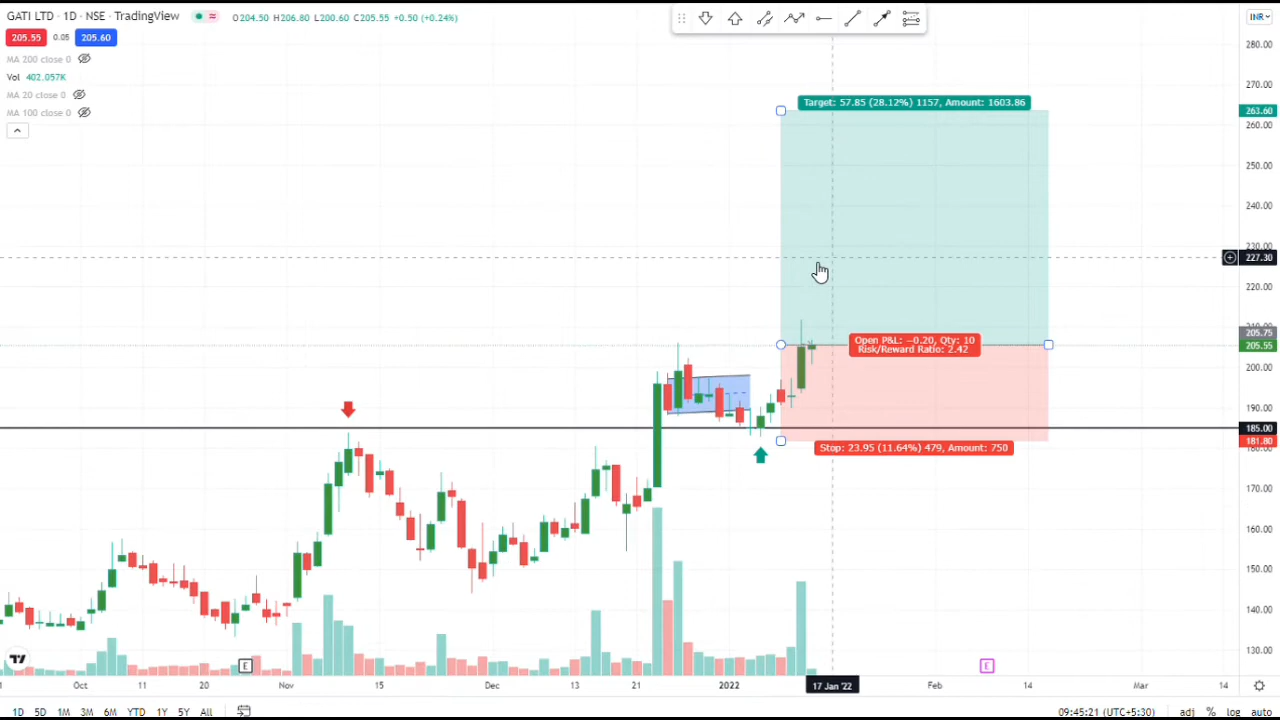 GATI LTD · 1D · NSE · TradingView O204.50 H206.80 L200.60 C205.55 +0.50 (+0.24%)
205.55 0.05 205.60
MA 200 close 0
Vol 402.057K
MA 20 close 0
MA 100 close 0
INR
280.00
270.00
Target: 57.85 (28.12%) 1157, Amount: 1603.86
263.60
260.00
250.00
240.00
230.00
227.30
220.00
205.75
Open P&L: −0.20, Qty: 10
205.55
Risk/Reward Ratio: 2.42
200.00
190.00
185.00
181.80
Stop: 23.95 (11.64%) 479, Amount: 750
170.00
160.00
150.00
140.00
130.00
E E
Oct 11 20 Nov 15 Dec 13 21 2022 17 Jan '22 Feb 14 Mar 14
1D 5D 1M 3M 6M YTD 1Y 5Y All 09:45:21 (UTC+5:30) adj % log auto